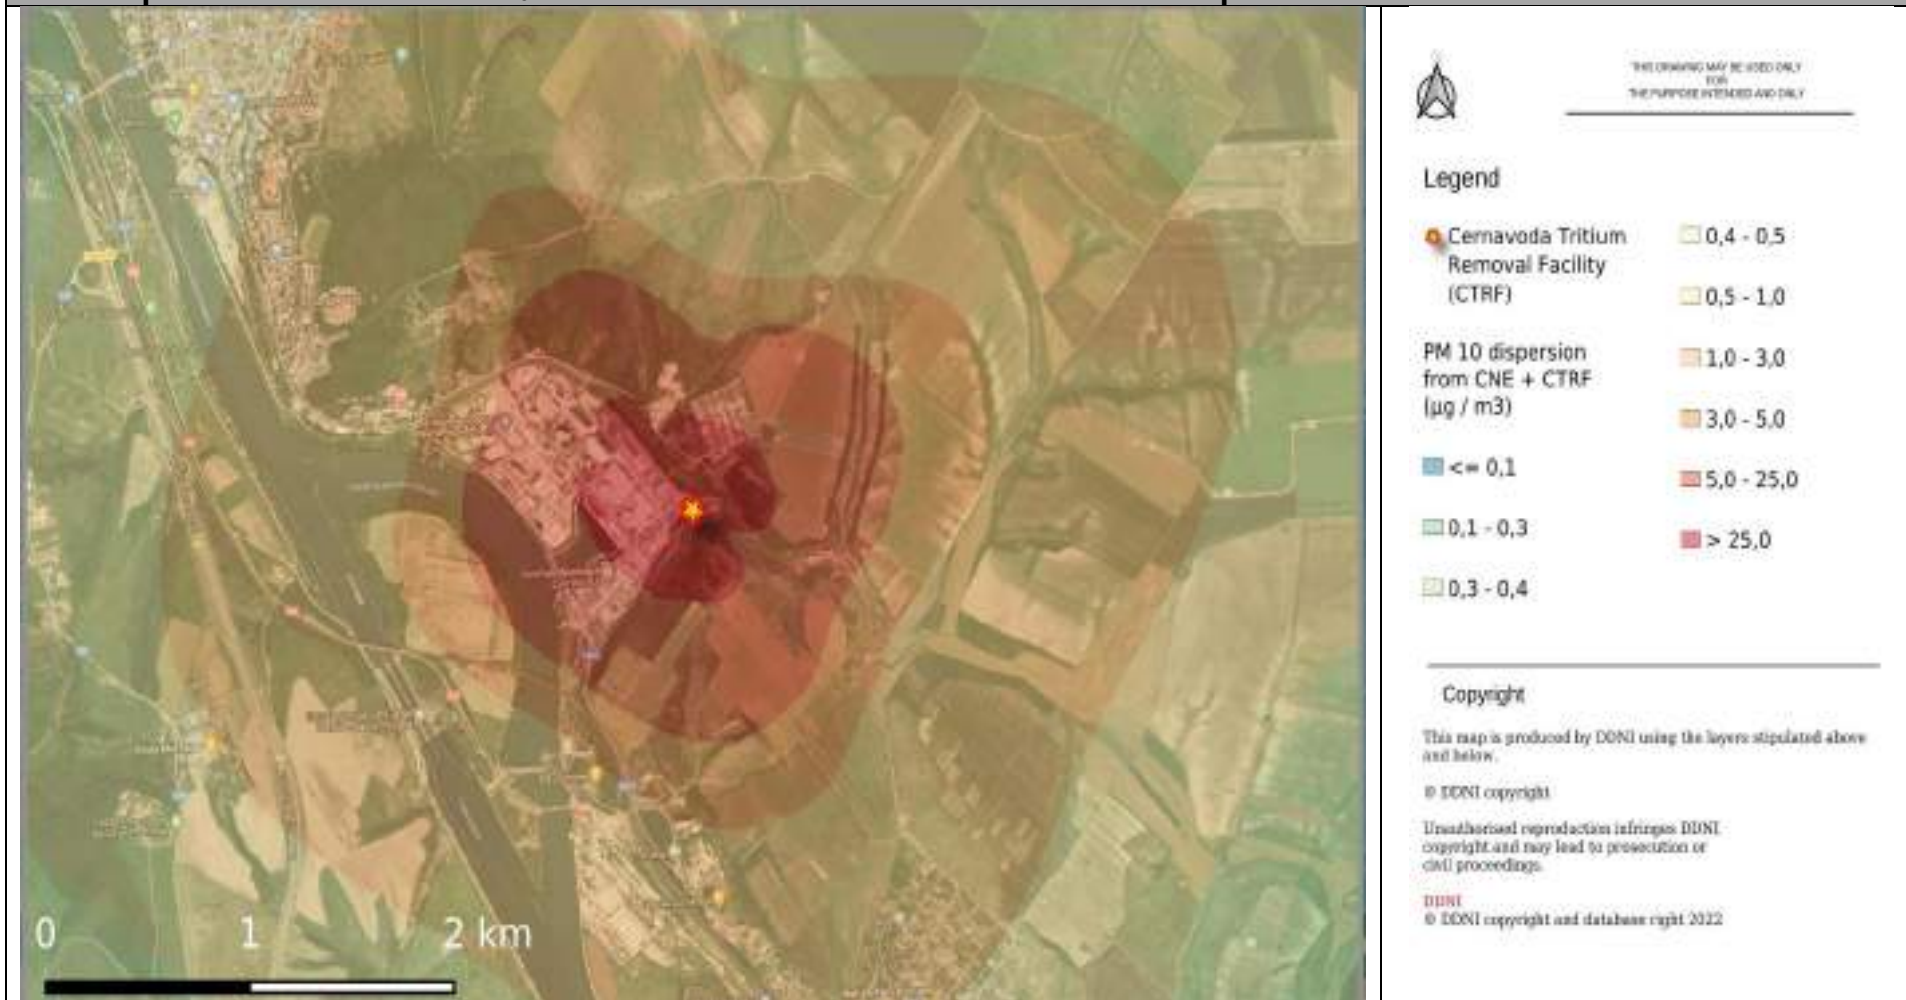 0 1 2 km
THIS DRAWING MAY BE USED ONLY
FOR
THE PURPOSE INTENDED AND ONLY
Legend
Cernavoda Tritium
Removal Facility
(CTRF)
PM 10 dispersion
from CNE + CTRF
(µg / m3)
<= 0,1
0,1 - 0,3
0,3 - 0,4
0,4 - 0,5
0,5 - 1,0
1,0 - 3,0
3,0 - 5,0
5,0 - 25,0
> 25,0
Copyright
This map is produced by DDNI using the layers stipulated above
and below.
© DDNI copyright
Unauthorised reproduction infringes DDNI
copyright and may lead to prosecution or
civil proceedings.
DDNI
© DDNI copyright and database right 2022